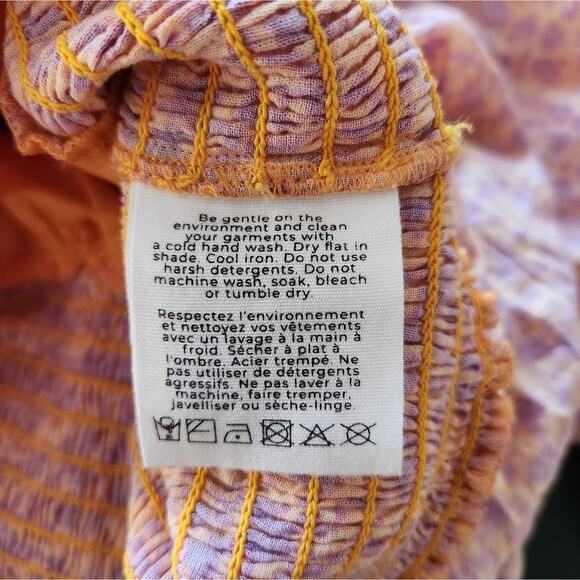 Be gentle on the
environment and clean
your garments with
a cold hand wash. Dry flat in
shade. Cool iron. Do not use
harsh detergents. Do not
machine wash, soak, bleach
or tumble dry.
Respectez l'environnement
et nettoyez vos vêtements
avec un lavage à la main à
froid. Sécher à plat à
l'ombre. Acier trempé. Ne
pas utiliser de détergents
agressifs. Ne pas laver à la
machine, faire tremper,
javelliser ou sèche-linge.